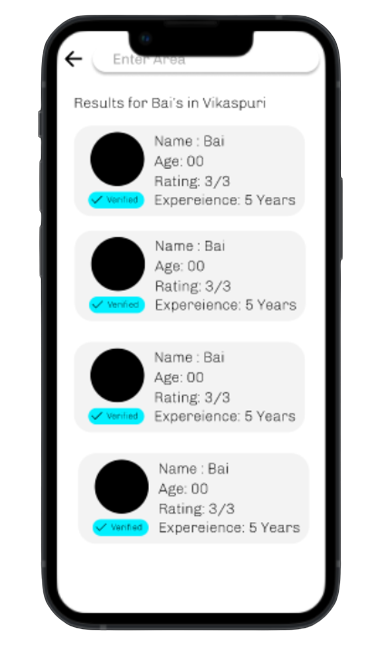 Enter Area
Results for Bai's in Vikaspuri
Name : Bai
Age: 00
Rating: 3/3
Verified
Expereience: 5 Years
Name : Bai
Age: 00
Rating: 3/3
Verified
Expereience: 5 Years
Name : Bai
Age: 00
Rating: 3/3
Verified
Expereience: 5 Years
Name : Bai
Age: 00
Rating: 3/3
Verified
Expereience: 5 Years